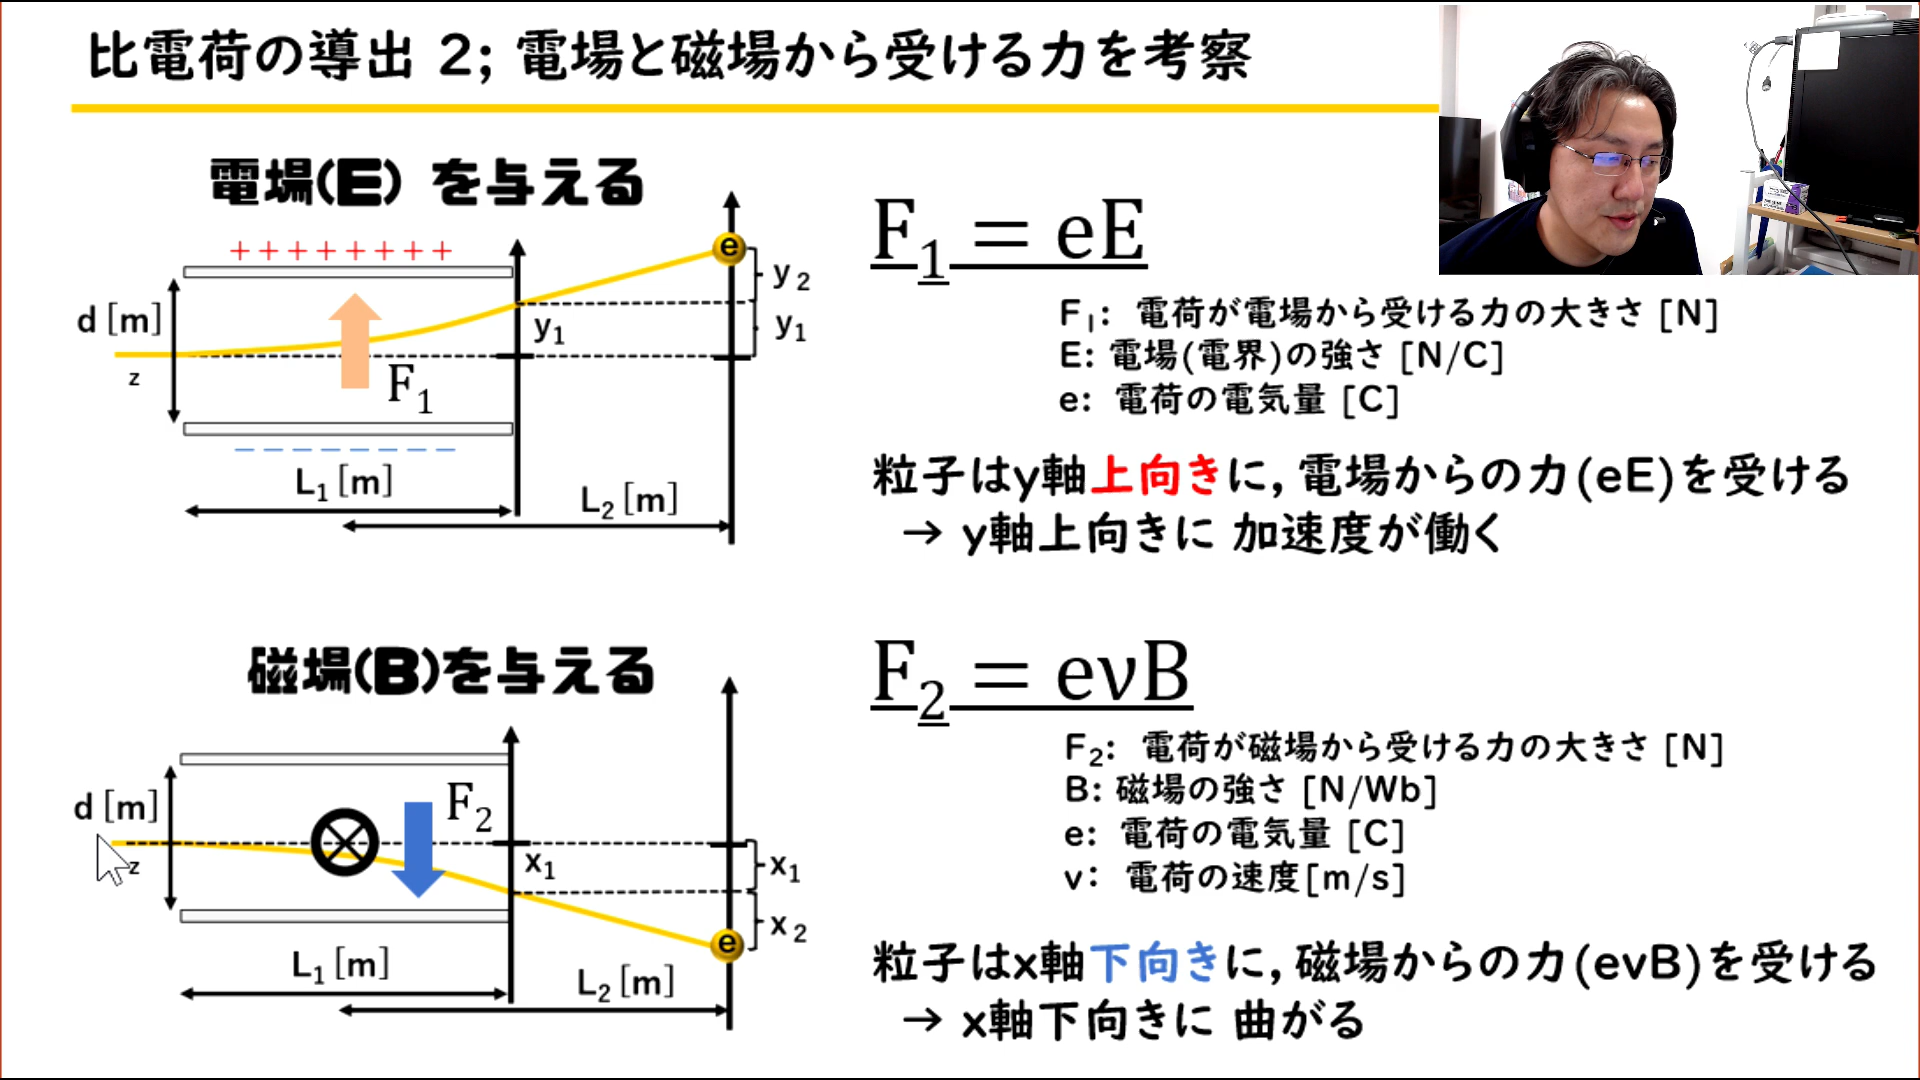 比電荷の導出 2; 電場と磁場から受ける力を考察
電場(E) を与える
+ + + + + + + +
d [m]
z
F1
y1
y2
y1
− − − − − − − −
L1 [m]
L2 [m]
e
F1 = eE
F1: 電荷が電場から受ける力の大きさ [N]
E: 電場(電界)の強さ [N/C]
e: 電荷の電気量 [C]
粒子はy軸上向きに, 電場からの力(eE)を受ける
→ y軸上向きに 加速度が働く
磁場(B)を与える
d [m]
z
F2
x1
x1
x2
e
L1 [m]
L2 [m]
F2 = evB
F2: 電荷が磁場から受ける力の大きさ [N]
B: 磁場の強さ [N/Wb]
e: 電荷の電気量 [C]
v: 電荷の速度[m/s]
粒子はx軸下向きに, 磁場からの力(evB)を受ける
→ x軸下向きに 曲がる